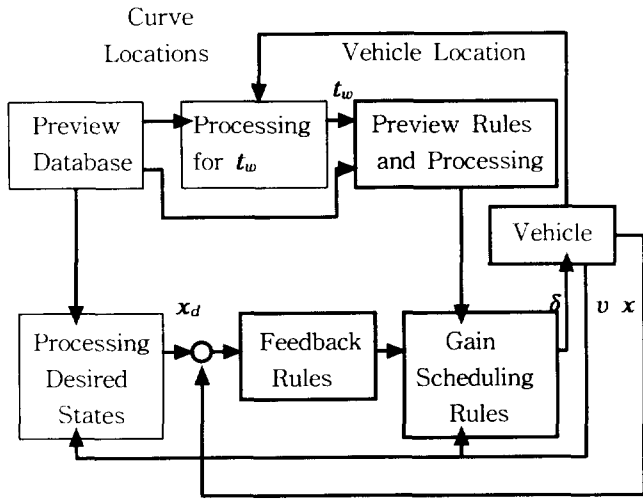 Curve
Locations
Vehicle Location
t_w
Preview
Database
Processing
for t_w
Preview Rules
and Processing
Vehicle
δ
v x
x_d
Processing
Desired
States
Feedback
Rules
Gain
Scheduling
Rules